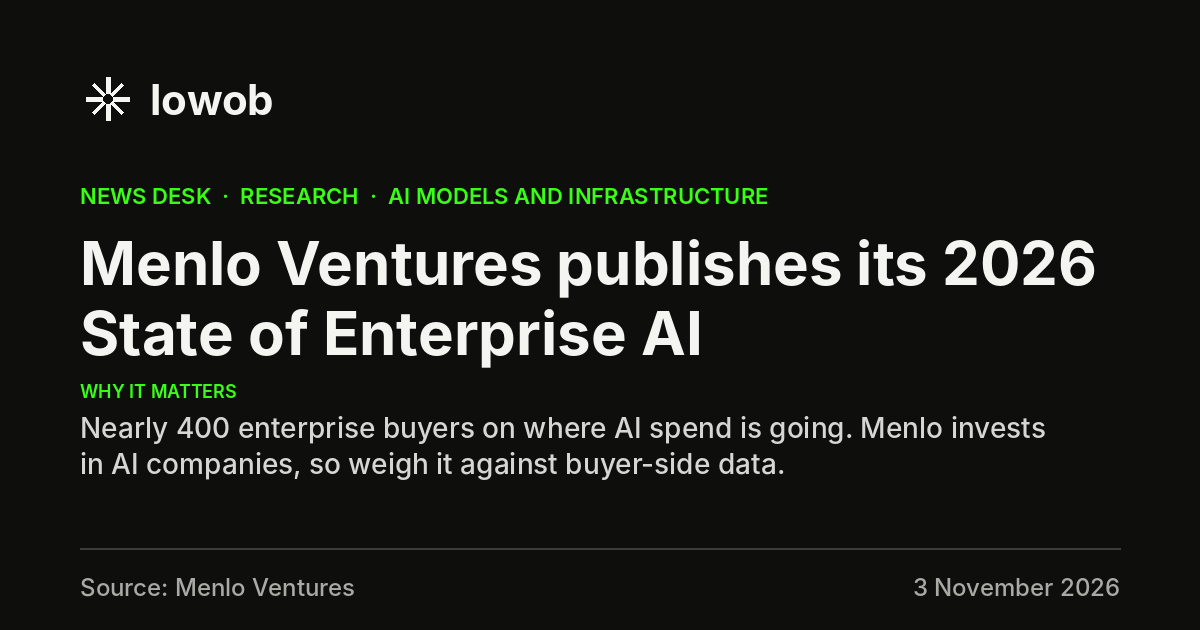 lowob
NEWS DESK · RESEARCH · AI MODELS AND INFRASTRUCTURE
Menlo Ventures publishes its 2026
State of Enterprise AI
WHY IT MATTERS
Nearly 400 enterprise buyers on where AI spend is going. Menlo invests
in AI companies, so weigh it against buyer-side data.
Source: Menlo Ventures
3 November 2026